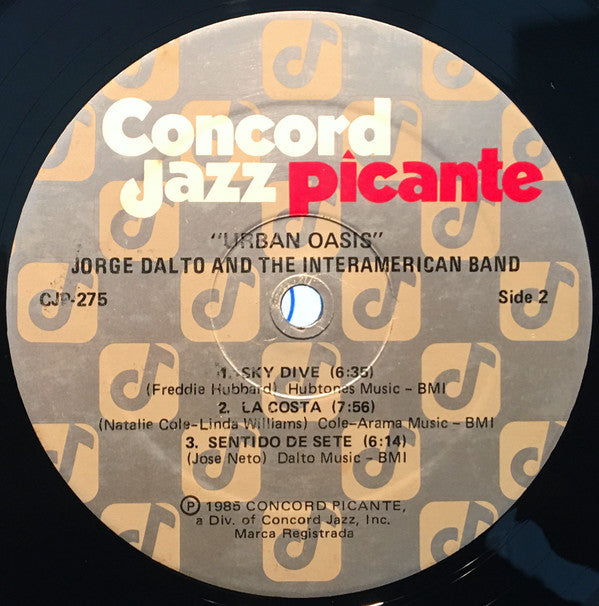 Concord
Jazz picante
"URBAN OASIS"
JORGE DALTO AND THE INTERAMERICAN BAND
CJP-275
Side 2
1. SKY DIVE (6:35)
(Freddie Hubbard) Hubtones Music - BMI
2. LA COSTA (7:56)
(Natalie Cole-Linda Williams) Cole-Arama Music - BMI
3. SENTIDO DE SETE (6:14)
(Jose Neto) Dalto Music - BMI
Ⓟ 1985 CONCORD PICANTE,
a Div. of Concord Jazz, Inc.
Marca Registrada